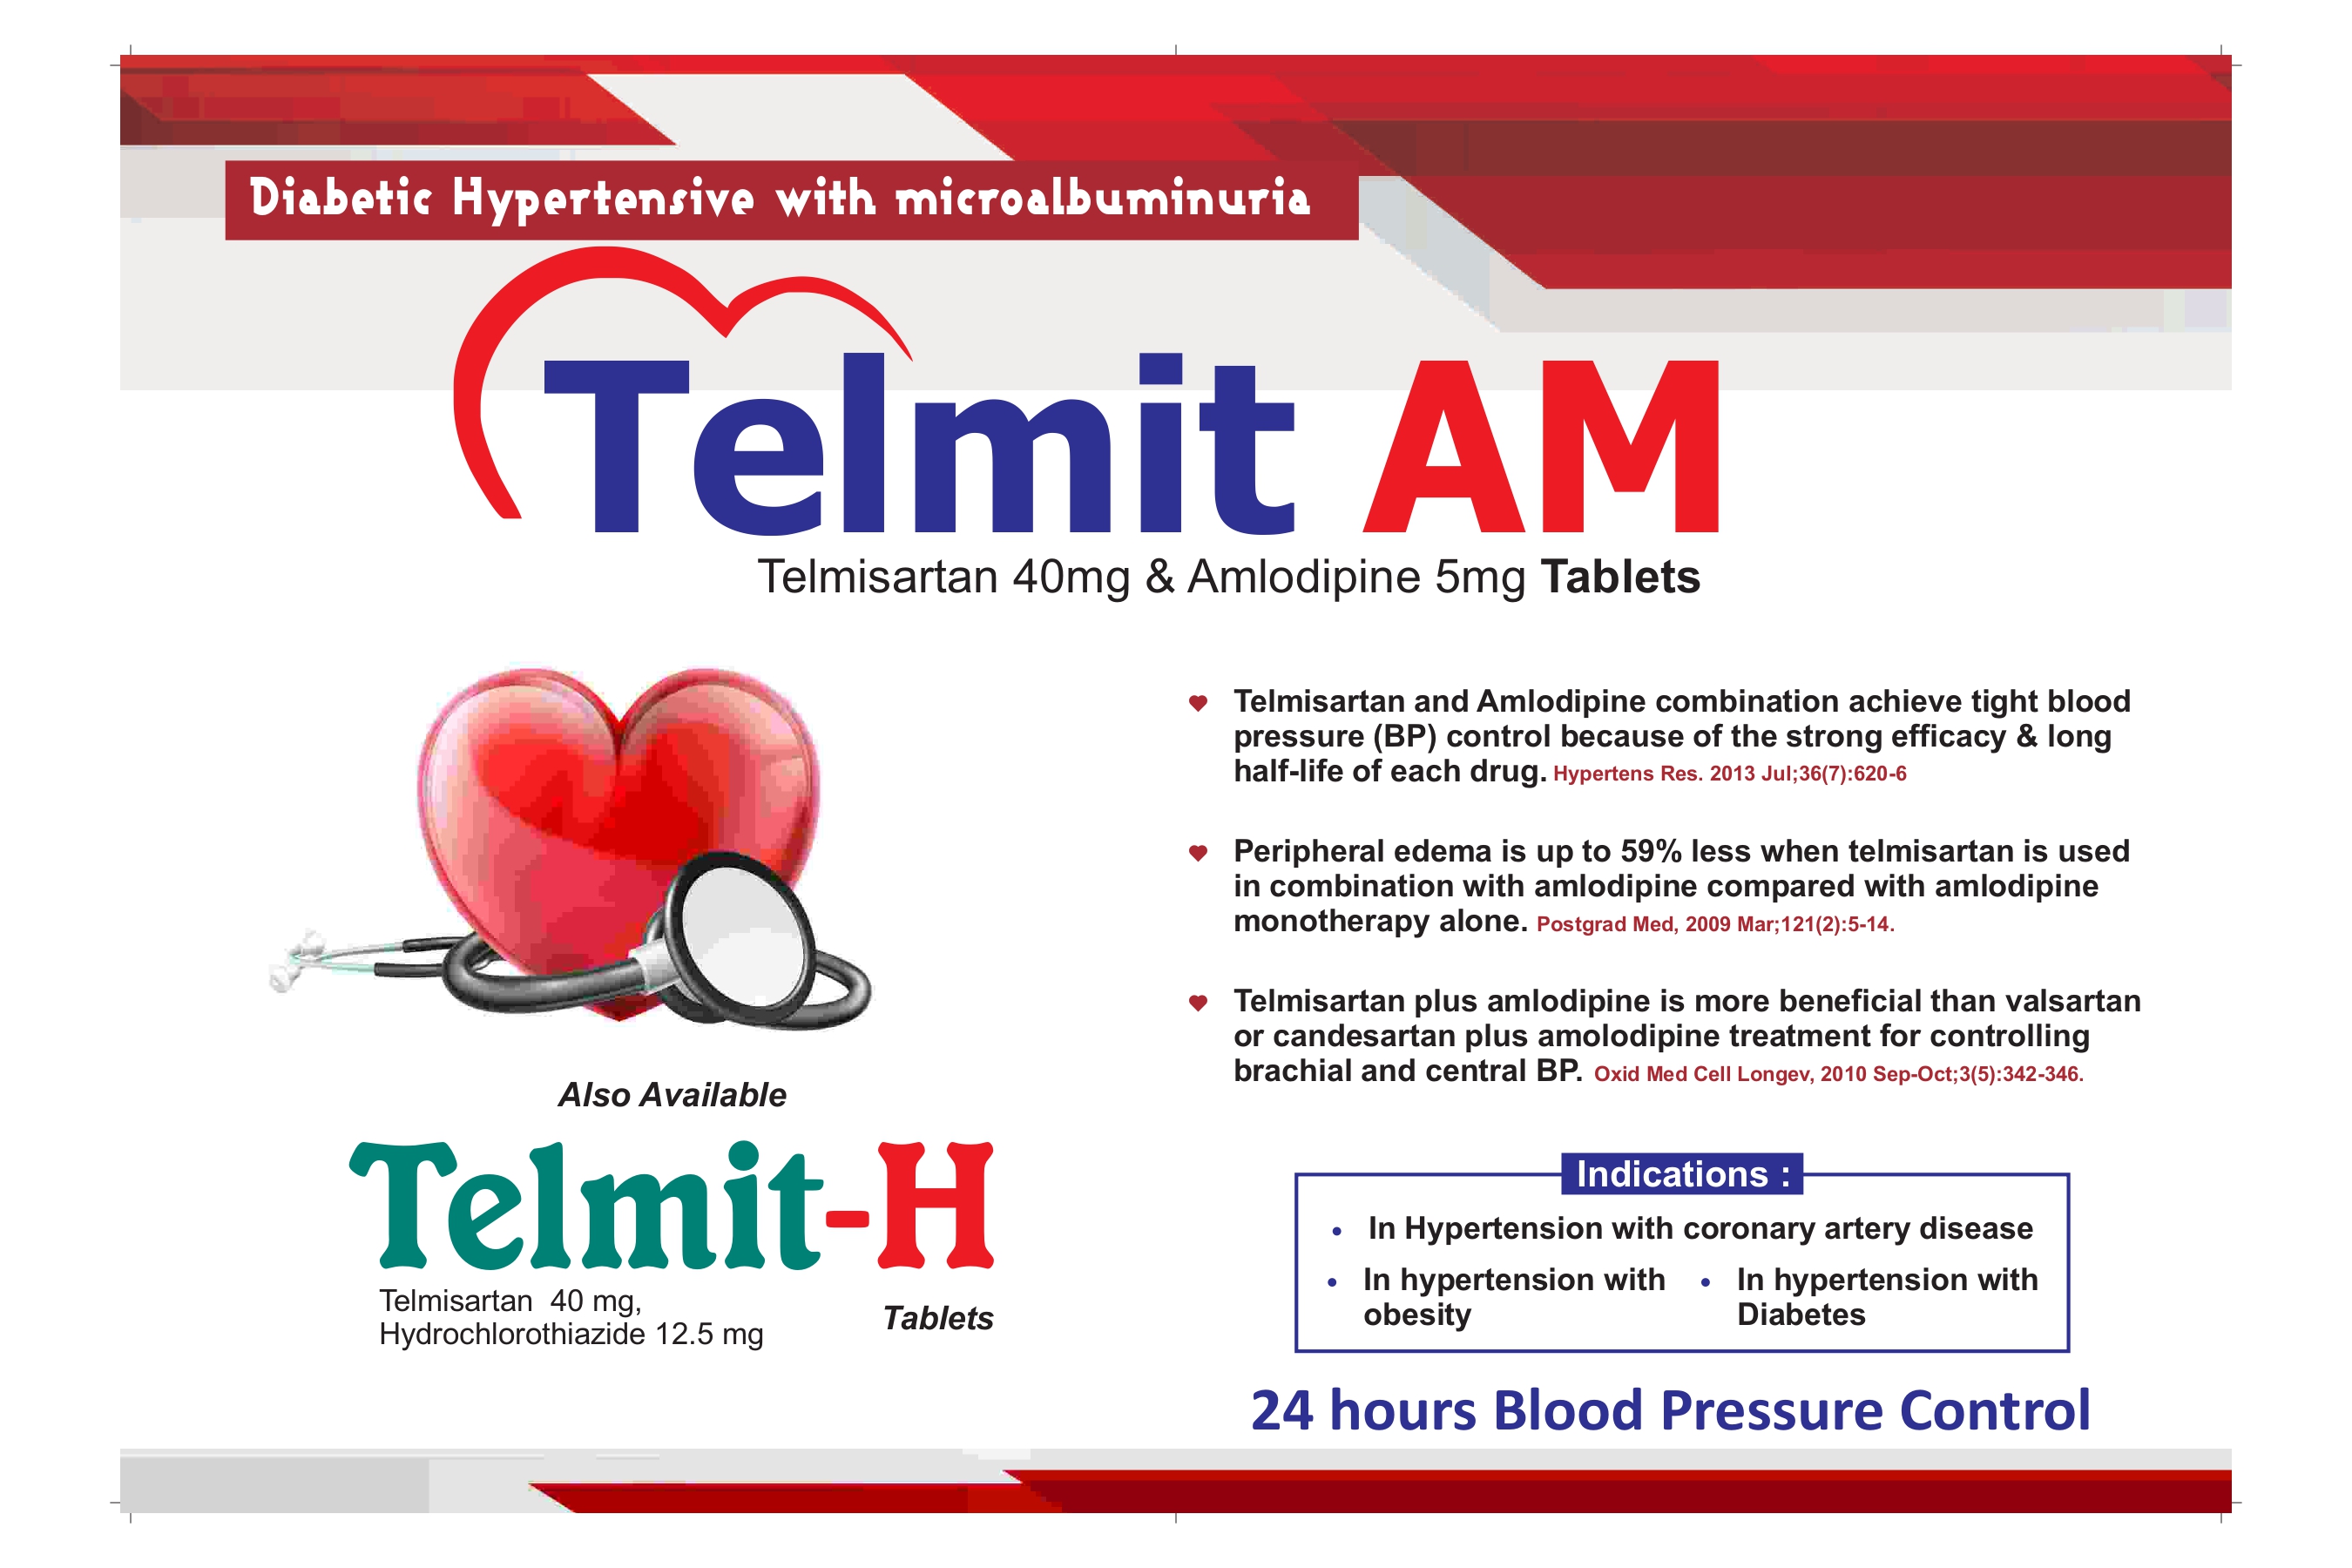 Diabetic Hypertensive with microalbuminuria
Telmit AM
Telmisartan 40mg & Amlodipine 5mg Tablets
Telmisartan and Amlodipine combination achieve tight blood
pressure (BP) control because of the strong efficacy & long
half-life of each drug. Hypertens Res. 2013 Jul;36(7):620-6
Peripheral edema is up to 59% less when telmisartan is used
in combination with amlodipine compared with amlodipine
monotherapy alone. Postgrad Med, 2009 Mar;121(2):5-14.
Telmisartan plus amlodipine is more beneficial than valsartan
or candesartan plus amolodipine treatment for controlling
brachial and central BP. Oxid Med Cell Longev, 2010 Sep-Oct;3(5):342-346.
Also Available
Telmit-H
Telmisartan 40 mg,
Hydrochlorothiazide 12.5 mg
Tablets
Indications :
• In Hypertension with coronary artery disease
• In hypertension with
obesity
• In hypertension with
Diabetes
24 hours Blood Pressure Control